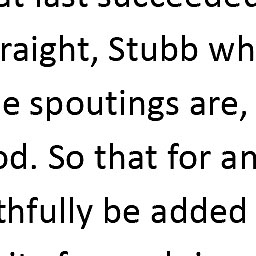 at last succeeded
raight, Stubb wh
e spoutings are,
od. So that for an
thfully be added